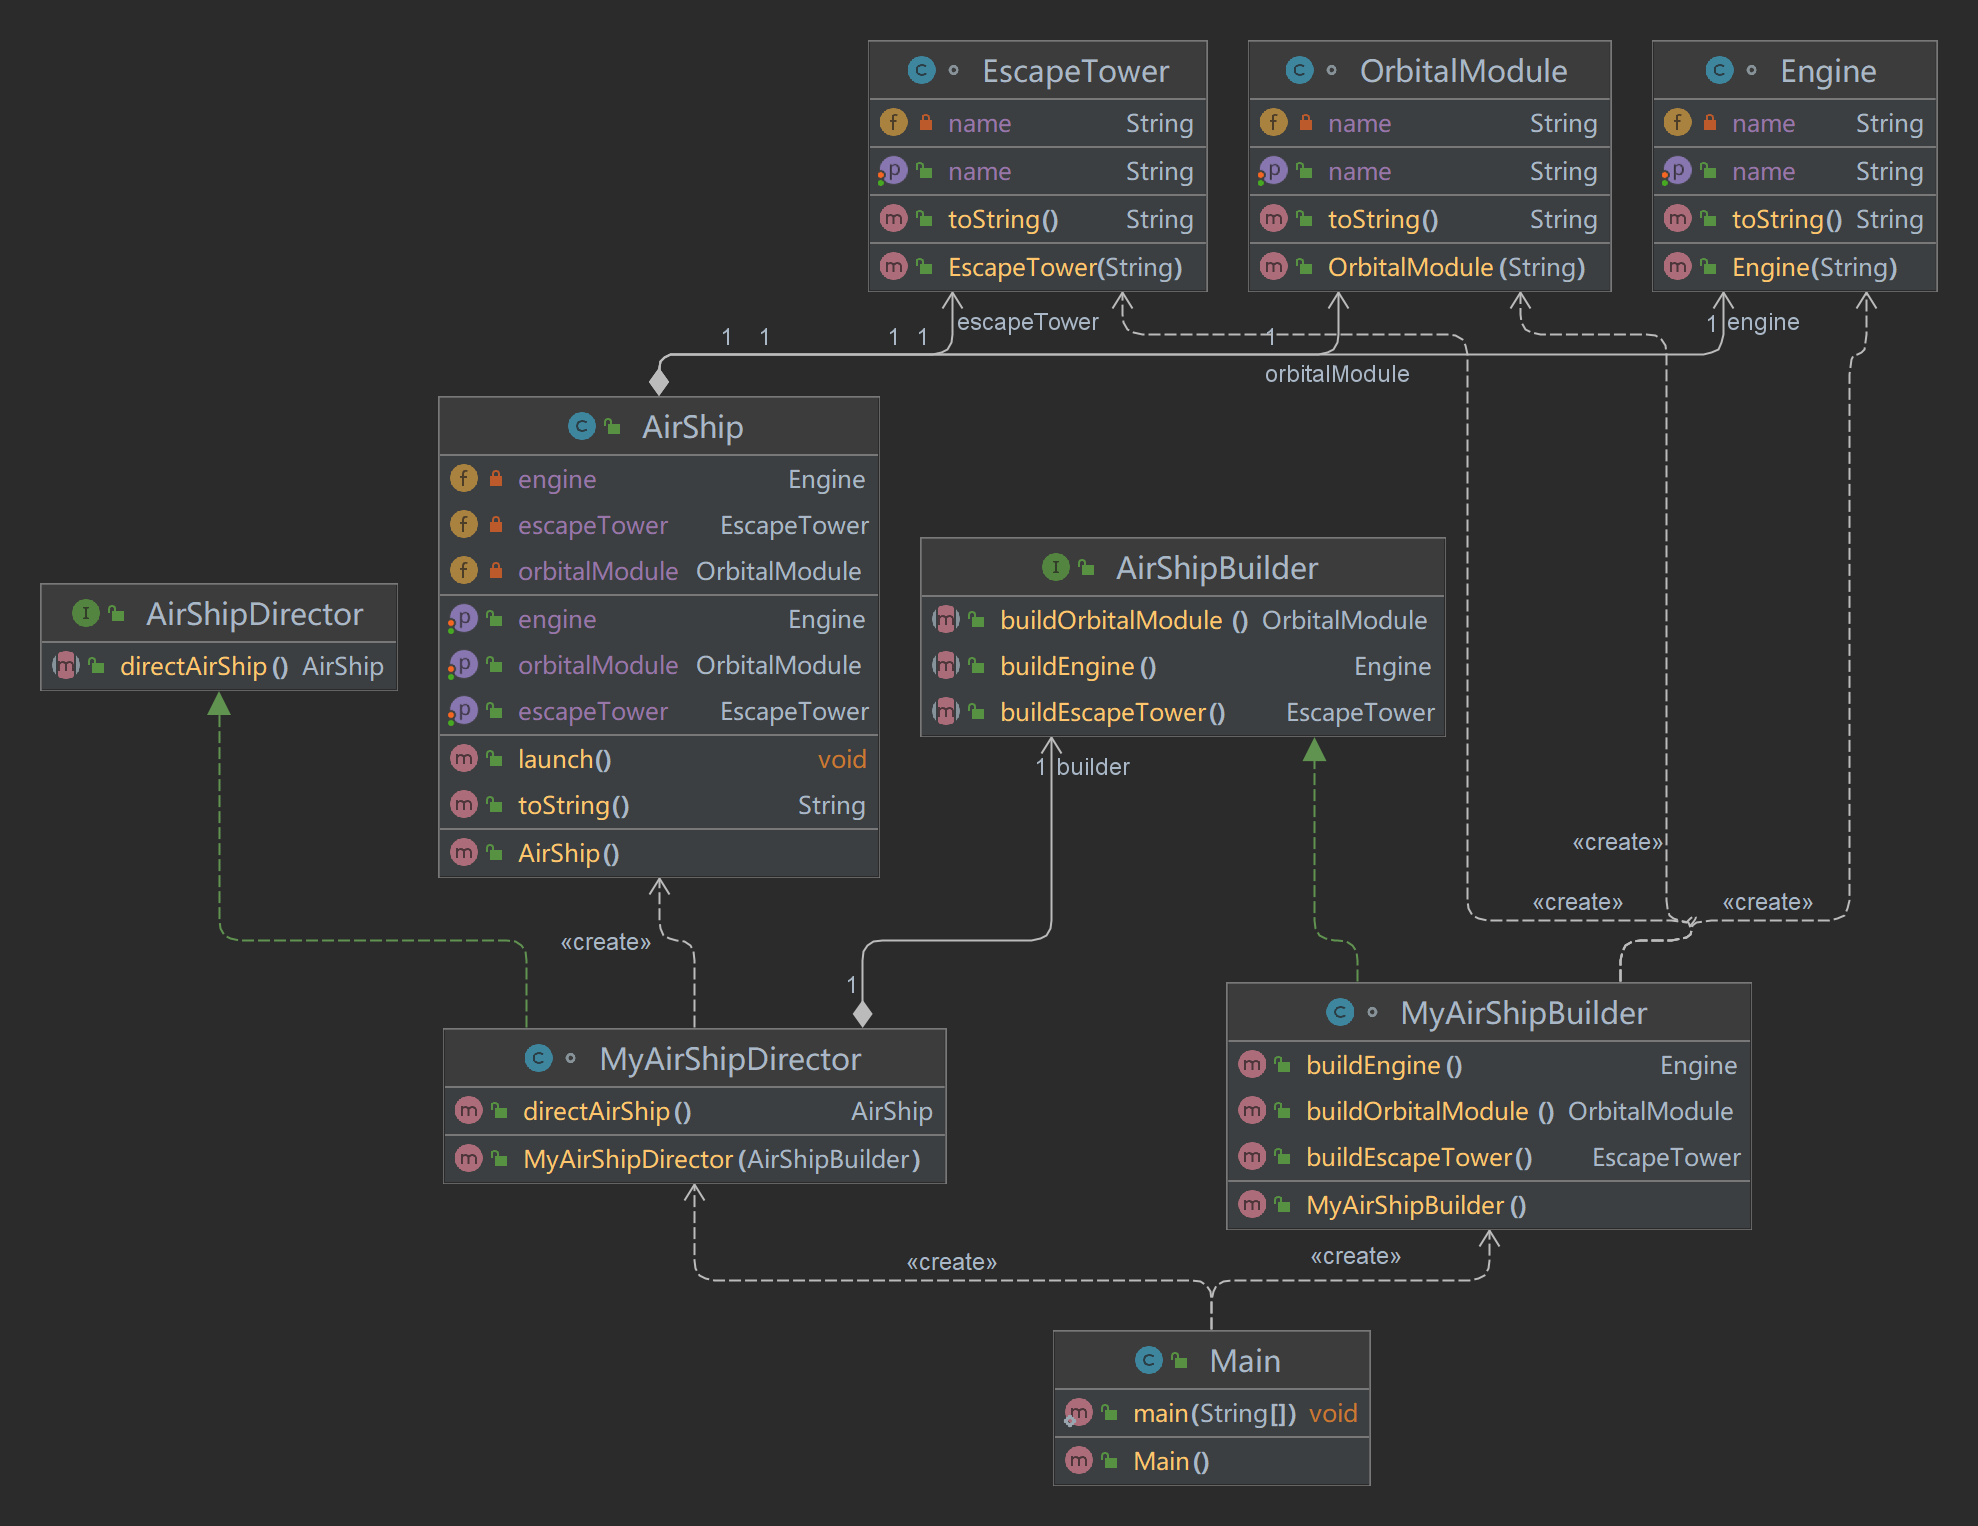 EscapeTower
name String
name String
toString() String
EscapeTower(String)
OrbitalModule
name String
name String
toString() String
OrbitalModule(String)
Engine
name String
name String
toString() String
Engine(String)
1 1 1 1 escapeTower 1 1 engine
orbitalModule
AirShip
engine Engine
escapeTower EscapeTower
orbitalModule OrbitalModule
engine Engine
orbitalModule OrbitalModule
escapeTower EscapeTower
launch() void
toString() String
AirShip()
AirShipDirector
directAirShip() AirShip
AirShipBuilder
buildOrbitalModule() OrbitalModule
buildEngine() Engine
buildEscapeTower() EscapeTower
1 builder
«create»
«create» «create»
«create»
1
MyAirShipDirector
directAirShip() AirShip
MyAirShipDirector(AirShipBuilder)
MyAirShipBuilder
buildEngine() Engine
buildOrbitalModule() OrbitalModule
buildEscapeTower() EscapeTower
MyAirShipBuilder()
«create» «create»
Main
main(String[]) void
Main()